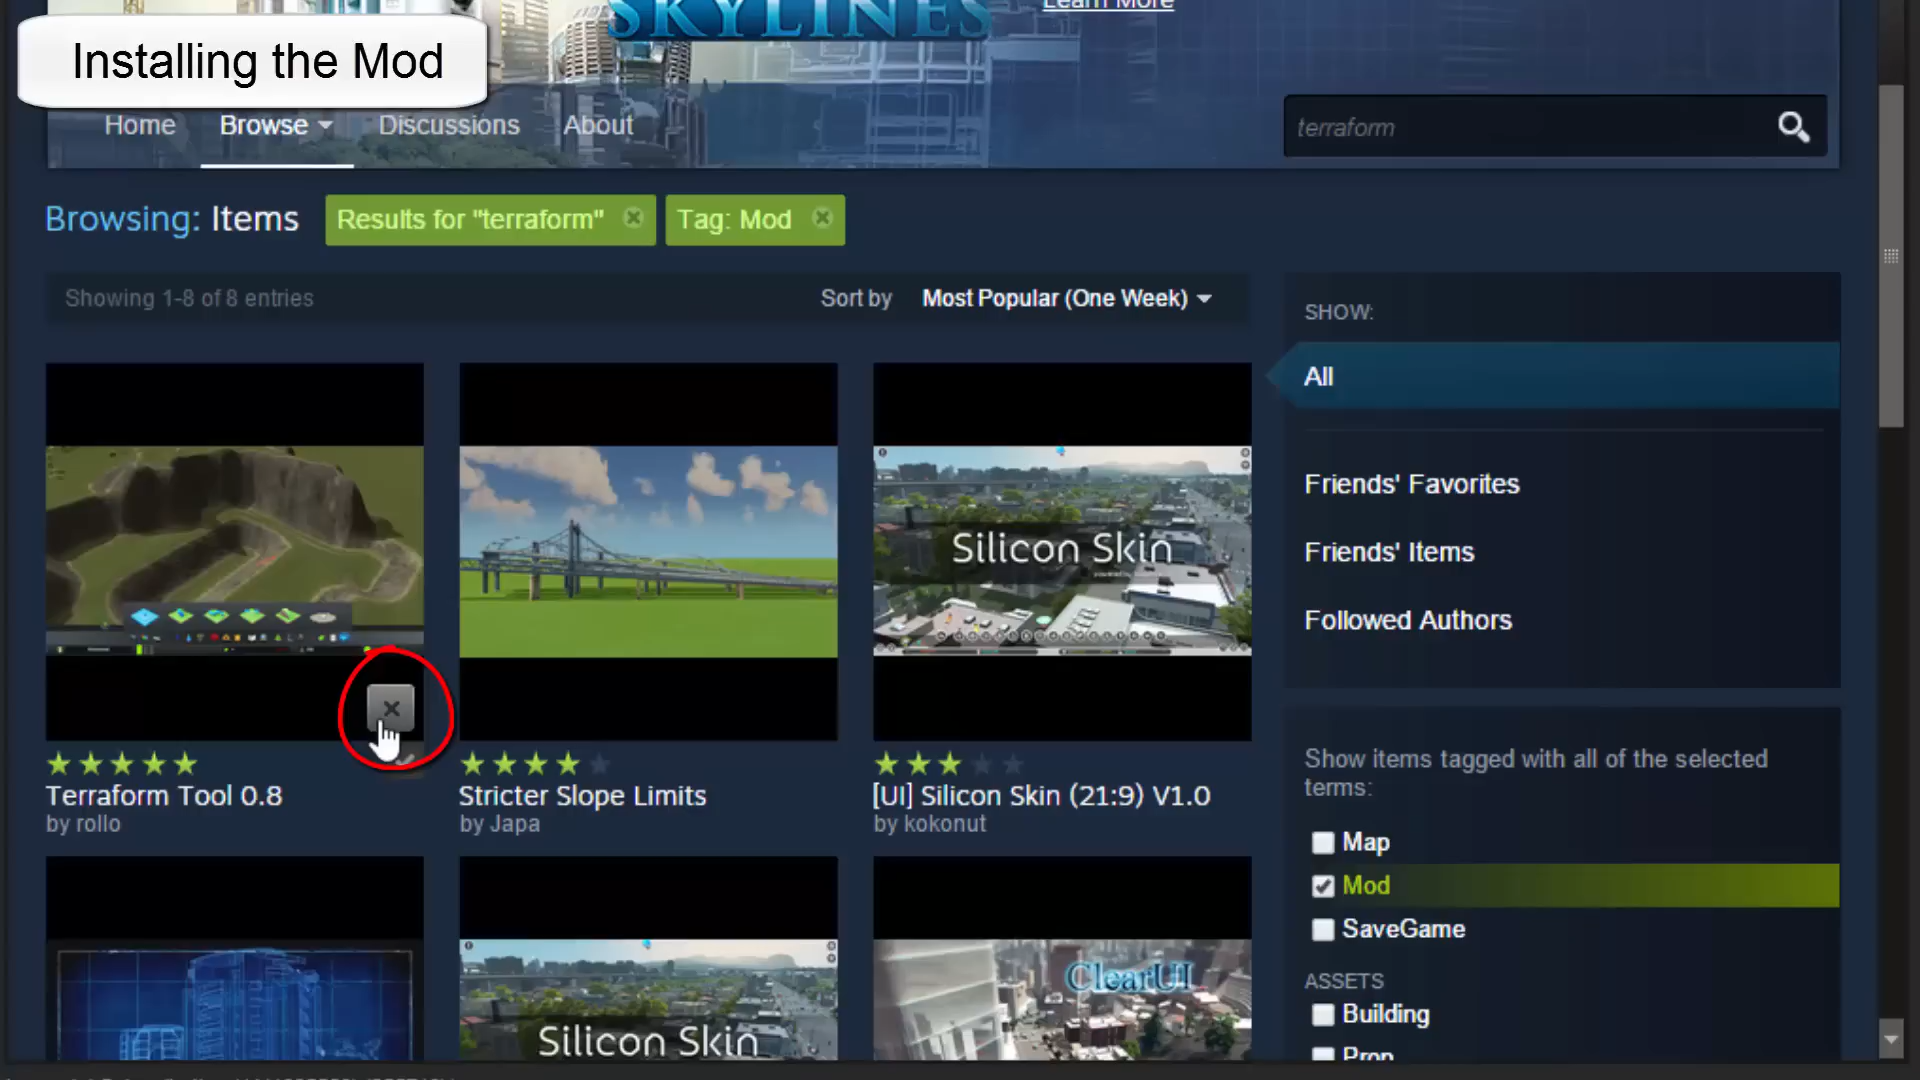 SKYLINES
Learn More
Installing the Mod
Home Browse Discussions About
terraform
Browsing: Items Results for "terraform" Tag: Mod
Showing 1-8 of 8 entries Sort by Most Popular (One Week)
SHOW:
All
Friends' Favorites
Friends' Items
Followed Authors
Silicon Skin
Terraform Tool 0.8
by rollo
Stricter Slope Limits
by Japa
[UI] Silicon Skin (21:9) V1.0
by kokonut
Show items tagged with all of the selected
terms:
Map
Mod
SaveGame
ASSETS
Building
Prop
Silicon Skin
ClearUI